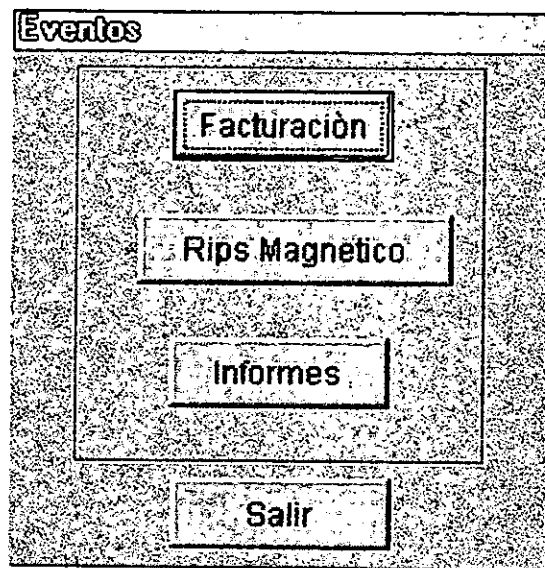 Eventos
Facturaciòn
Rips Magnetico
Informes
Salir